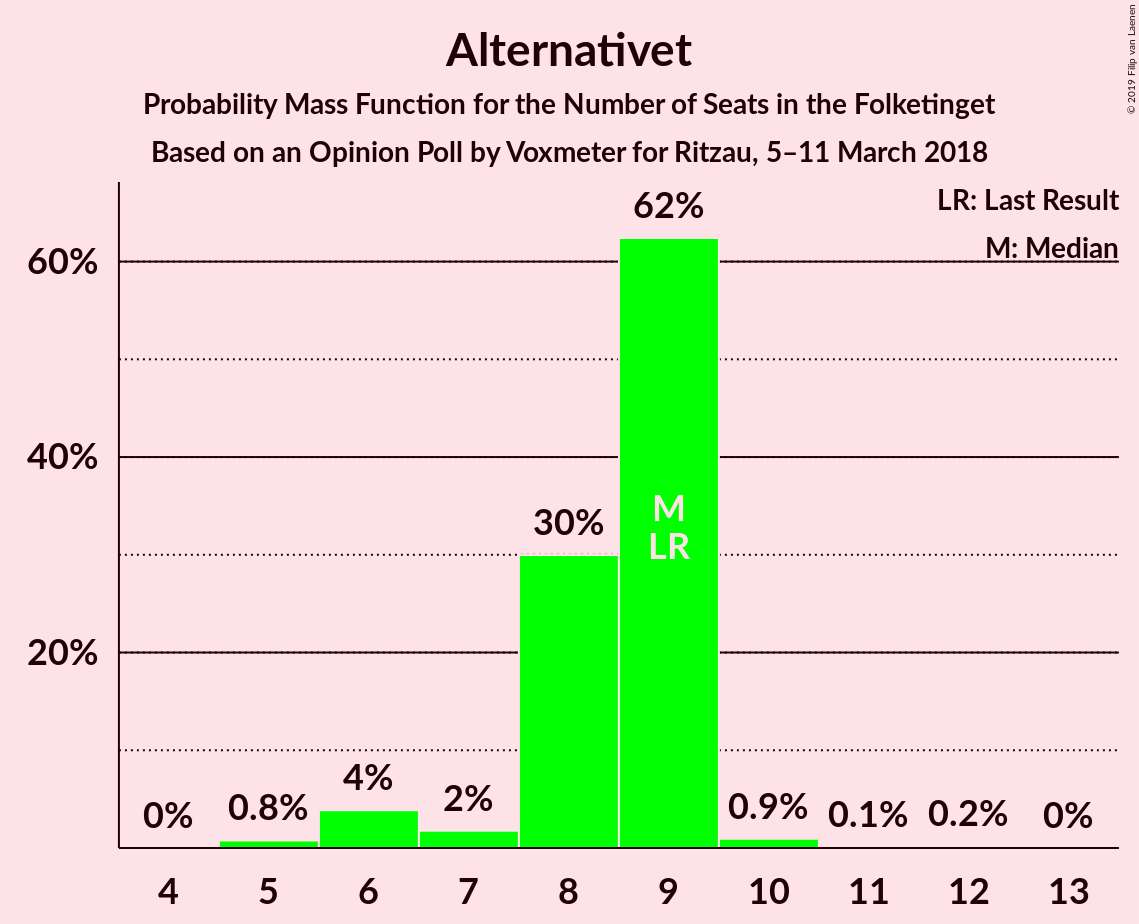 Alternativet
Probability Mass Function for the Number of Seats in the Folketinget
Based on an Opinion Poll by Voxmeter for Ritzau, 5–11 March 2018
© 2019 Filip van Laenen
LR: Last Result
M: Median
60%
40%
20%
0%
0.8%
4%
2%
30%
62%
M
LR
0.9%
0.1%
0.2%
0%
4
5
6
7
8
9
10
11
12
13